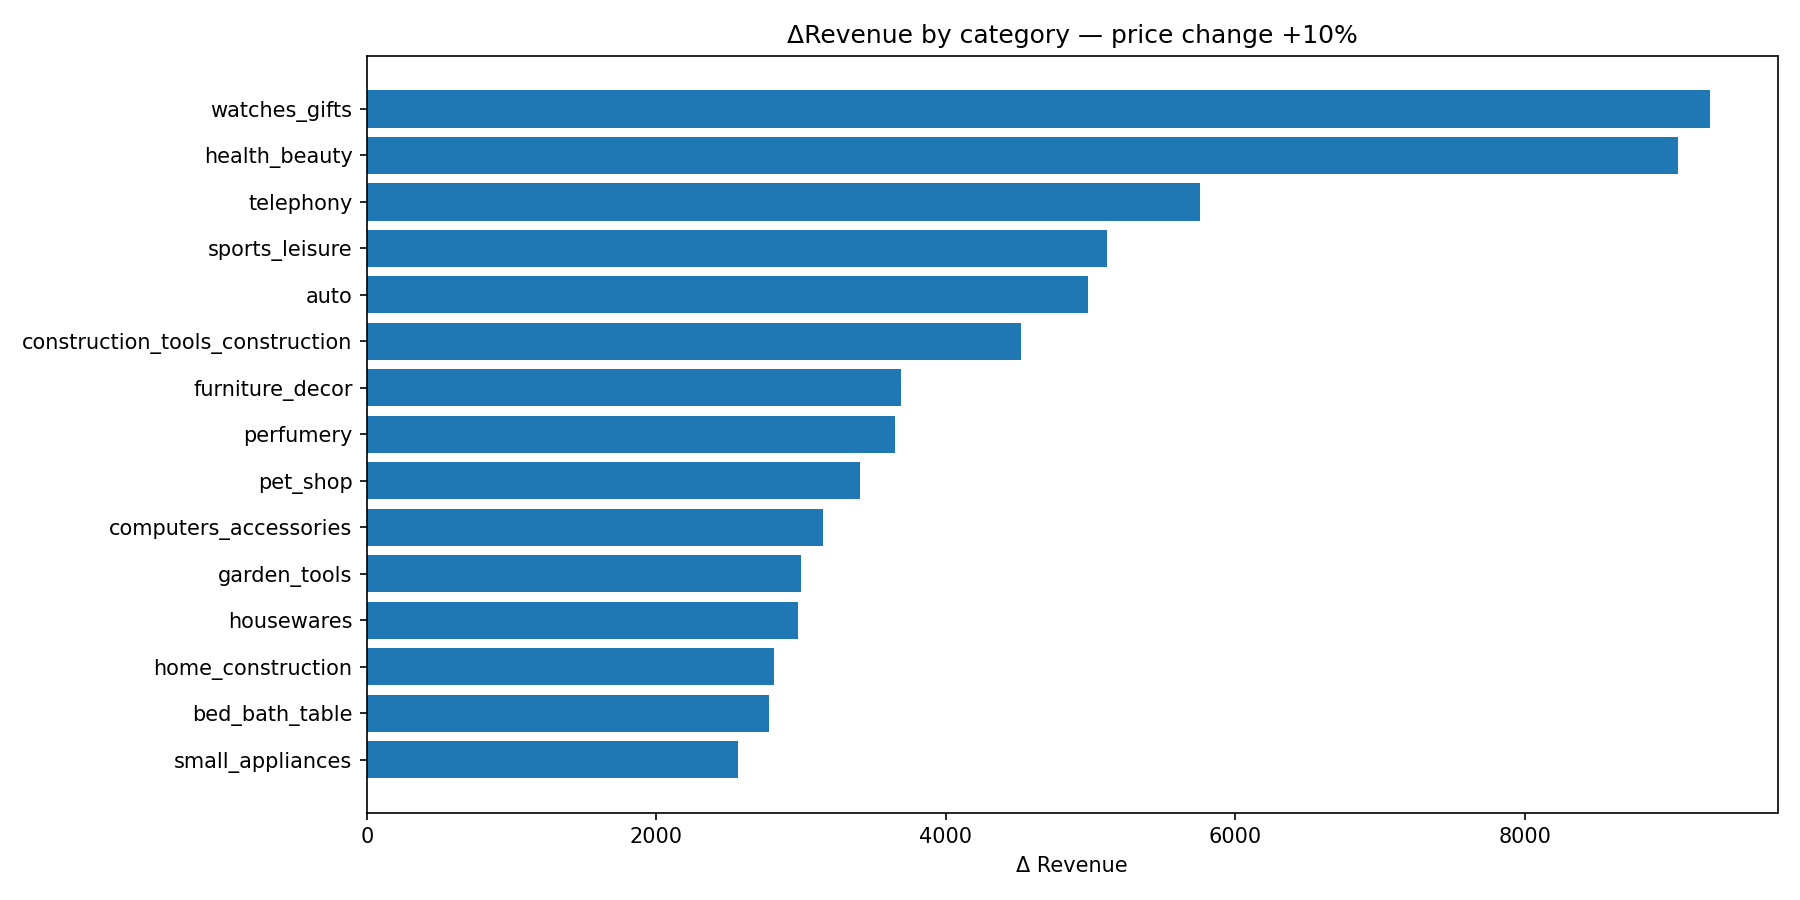 ΔRevenue by category — price change +10%
watches_gifts
health_beauty
telephony
sports_leisure
auto
construction_tools_construction
furniture_decor
perfumery
pet_shop
computers_accessories
garden_tools
housewares
home_construction
bed_bath_table
small_appliances
0 2000 4000 6000 8000
Δ Revenue